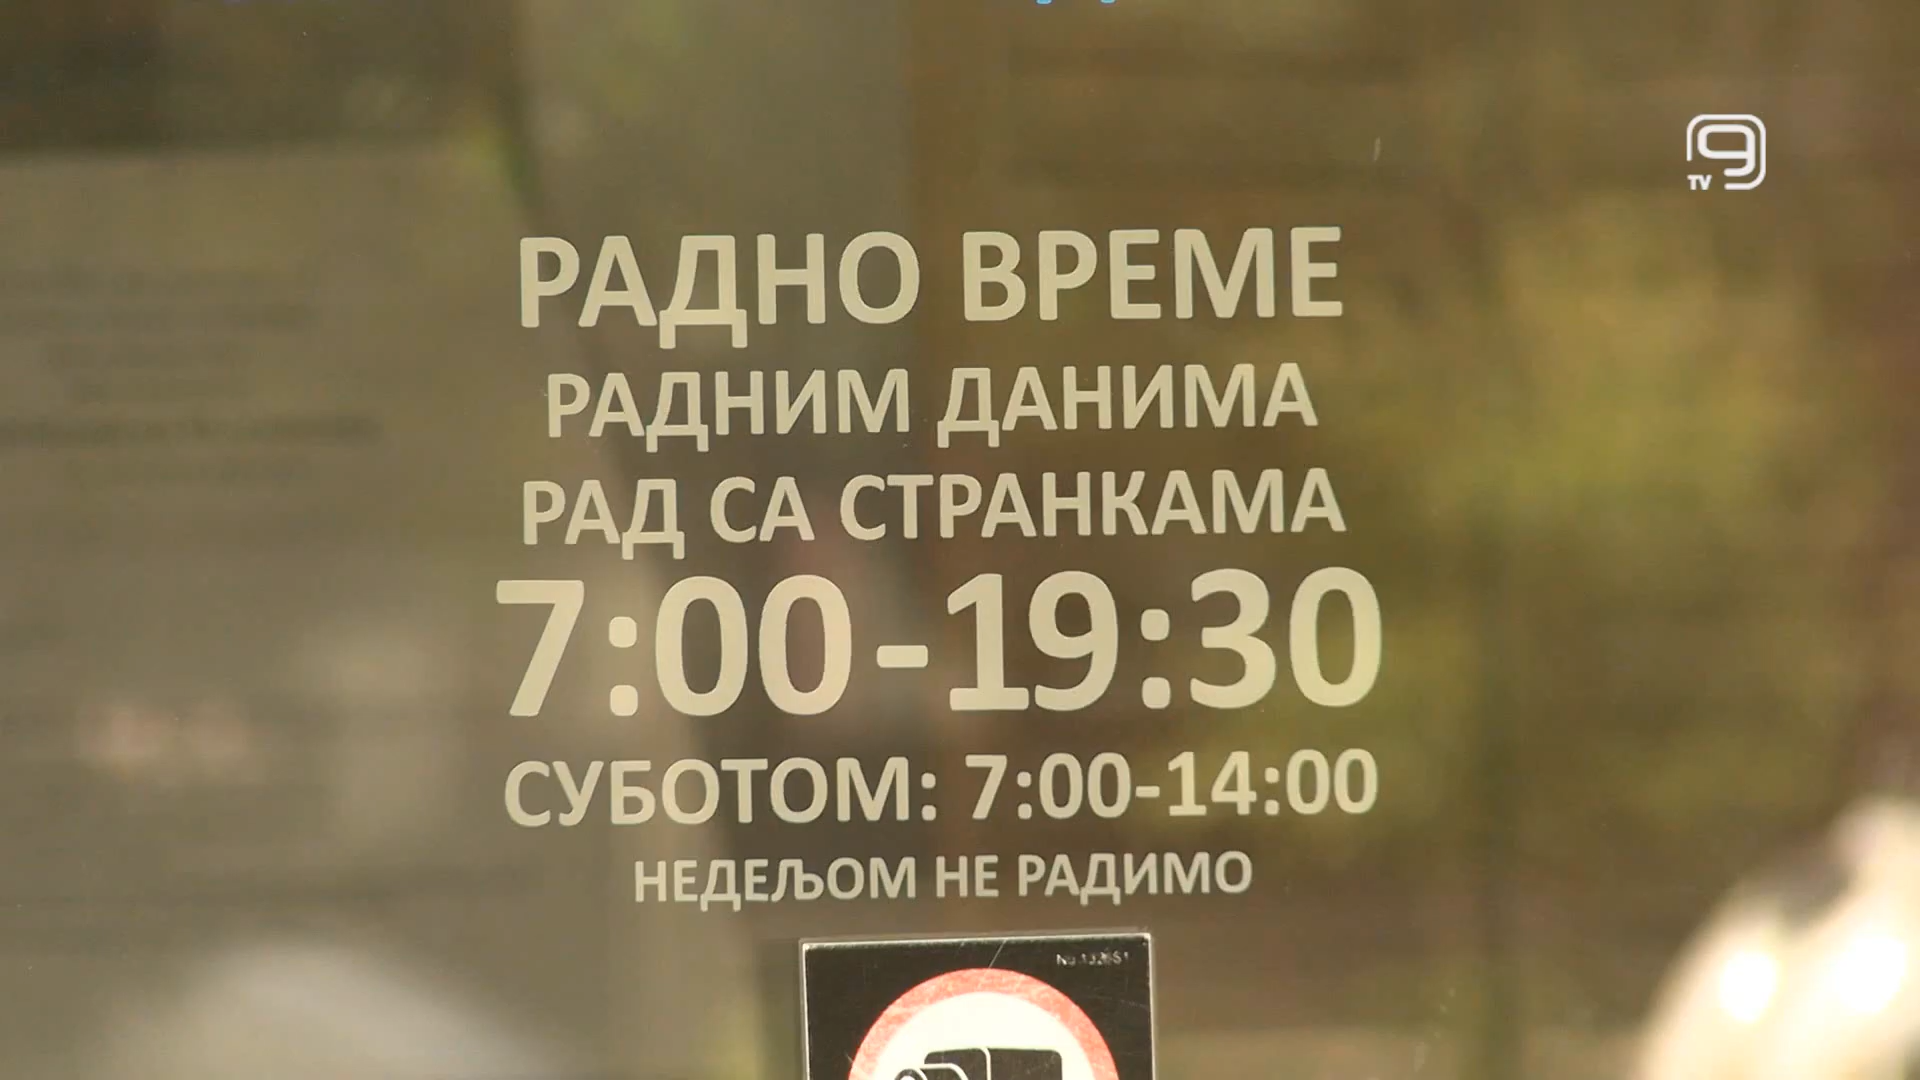 9
TV
РАДНО ВРЕМЕ
РАДНИМ ДАНИМА
РАД СА СТРАНКАМА
7:00-19:30
СУБОТОМ: 7:00-14:00
НЕДЕЉОМ НЕ РАДИМО